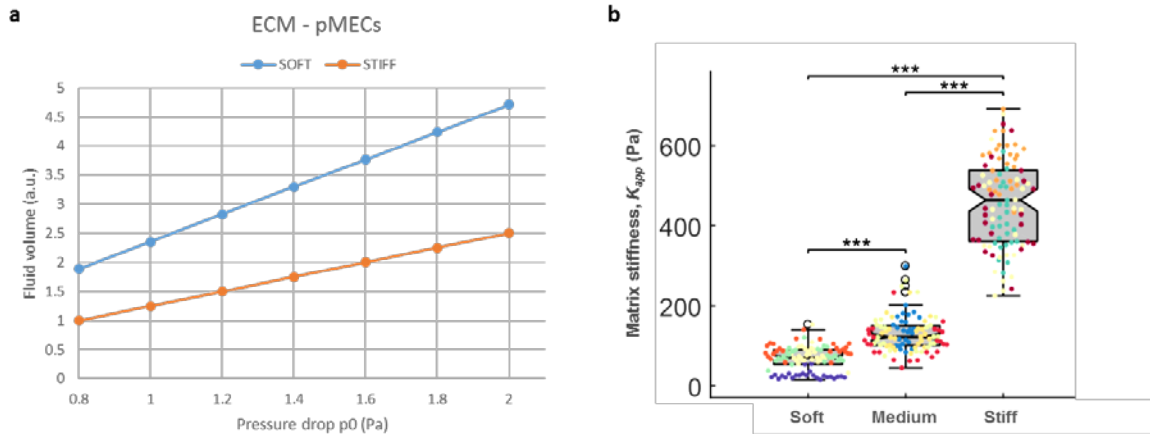 a
ECM - pMECs
SOFT STIFF
5
4.5
4
3.5
3
2.5
2
1.5
1
0.5
0
Fluid volume (a.u.)
0.8 1 1.2 1.4 1.6 1.8 2
Pressure drop p0 (Pa)
b
***
***
***
600
400
200
0
Matrix stiffness, Kapp (Pa)
Soft Medium Stiff